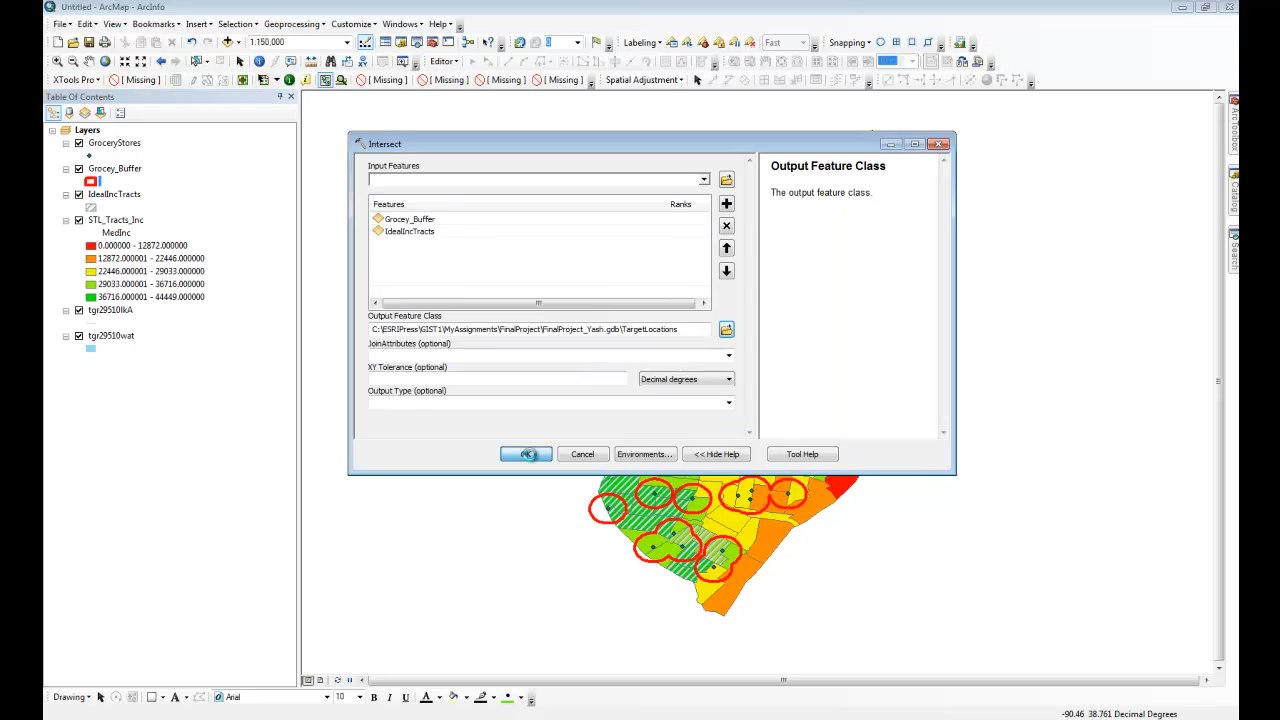 Untitled - ArcMap - ArcInfo
File Edit View Bookmarks Insert Selection Geoprocessing Customize Windows Help
1:150,000 Labeling Fast Snapping
Editor
XTools Pro [ Missing ] [ Missing ] [ Missing ] [ Missing ] [ Missing ] Spatial Adjustment
Table Of Contents
Layers
GroceryStores
Grocey_Buffer
IdealIncTracts
STL_Tracts_Inc
MedInc
0.000000 - 12872.000000
12872.000001 - 22446.000000
22446.000001 - 29033.000000
29033.000001 - 36716.000000
36716.000001 - 44449.000000
tgr29510lkA
tgr29510wat
Intersect
Input Features
Features Ranks
Grocey_Buffer
IdealIncTracts
Output Feature Class
C:\ESRIPress\GIST1\MyAssignments\FinalProject\FinalProject_Yash.gdb\TargetLocations
JoinAttributes (optional)
XY Tolerance (optional)
Decimal degrees
Output Type (optional)
OK Cancel Environments... << Hide Help Tool Help
Output Feature Class
The output feature class.
ArcToolbox
Catalog
Search
Drawing Arial 10 B I U A
-90.46 38.761 Decimal Degrees